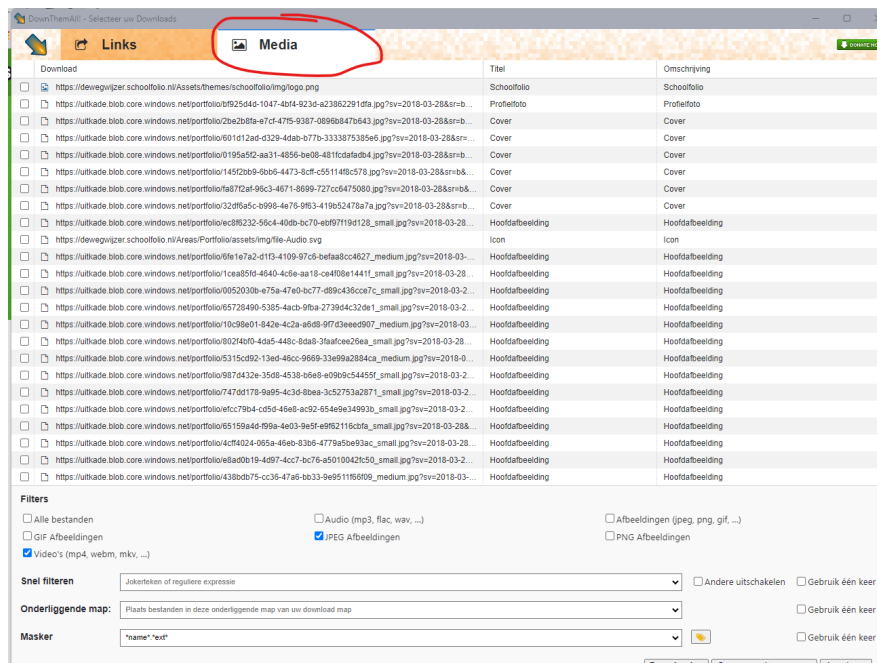 DownThemAll! - Selecteer uw Downloads
Links Media DONATE NO
Download Titel Omschrijving
https://dewegwijzer.schoolfolio.nl/Assets/themes/schoolfolio/img/logo.png Schoolfolio Schoolfolio
https://uitkade.blob.core.windows.net/portfolio/bf925d4d-1047-4bf4-923d-a23862291dfa.jpg?sv=2018-03-28&sr=b... Profielfoto Profielfoto
https://uitkade.blob.core.windows.net/portfolio/2be2b8fa-e7cf-47f5-9387-0896b847b643.jpg?sv=2018-03-28&sr=b... Cover Cover
https://uitkade.blob.core.windows.net/portfolio/601d12ad-d329-4dab-b77b-3333875385e6.jpg?sv=2018-03-28&sr=... Cover Cover
https://uitkade.blob.core.windows.net/portfolio/0195a5f2-aa31-4856-be08-481fcdafadb4.jpg?sv=2018-03-28&sr=b... Cover Cover
https://uitkade.blob.core.windows.net/portfolio/145f2bb9-6bb6-4473-8cff-c55114f8c578.jpg?sv=2018-03-28&sr=b&... Cover Cover
https://uitkade.blob.core.windows.net/portfolio/fa87f2af-96c3-4671-8699-727cc6475080.jpg?sv=2018-03-28&sr=b&... Cover Cover
https://uitkade.blob.core.windows.net/portfolio/32df6a5c-b998-4e76-9f63-419b52478a7a.jpg?sv=2018-03-28&sr=b... Cover Cover
https://uitkade.blob.core.windows.net/portfolio/ec8f6232-56c4-40db-bc70-ebf97f19d128_small.jpg?sv=2018-03-28... Hoofdafbeelding Hoofdafbeelding
https://dewegwijzer.schoolfolio.nl/Areas/Portfolio/assets/img/file-Audio.svg Icon Icon
https://uitkade.blob.core.windows.net/portfolio/6fe1e7a2-d1f3-4109-97c6-befaa8cc4627_medium.jpg?sv=2018-03-... Hoofdafbeelding Hoofdafbeelding
https://uitkade.blob.core.windows.net/portfolio/1cea85fd-4640-4c6e-aa18-ce4f08e1441f_small.jpg?sv=2018-03-28... Hoofdafbeelding Hoofdafbeelding
https://uitkade.blob.core.windows.net/portfolio/0052030b-e75a-47e0-bc77-d89c436cce7c_small.jpg?sv=2018-03-2... Hoofdafbeelding Hoofdafbeelding
https://uitkade.blob.core.windows.net/portfolio/65728490-5385-4acb-9fba-2739d4c32de1_small.jpg?sv=2018-03-2... Hoofdafbeelding Hoofdafbeelding
https://uitkade.blob.core.windows.net/portfolio/10c98e01-842e-4c2a-a6d8-9f7d3eeed907_medium.jpg?sv=2018-03... Hoofdafbeelding Hoofdafbeelding
https://uitkade.blob.core.windows.net/portfolio/802f4bf0-4da5-448c-8da8-3faafcee26ea_small.jpg?sv=2018-03-28... Hoofdafbeelding Hoofdafbeelding
https://uitkade.blob.core.windows.net/portfolio/5315cd92-13ed-46cc-9669-33e99a2884ca_medium.jpg?sv=2018-0... Hoofdafbeelding Hoofdafbeelding
https://uitkade.blob.core.windows.net/portfolio/987d432e-35d8-4538-b6e8-e09b9c54455f_small.jpg?sv=2018-03-2... Hoofdafbeelding Hoofdafbeelding
https://uitkade.blob.core.windows.net/portfolio/747dd178-9a95-4c3d-8bea-3c52753a2871_small.jpg?sv=2018-03-2... Hoofdafbeelding Hoofdafbeelding
https://uitkade.blob.core.windows.net/portfolio/efcc79b4-cd5d-46e8-ac92-654e9e34993b_small.jpg?sv=2018-03-2... Hoofdafbeelding Hoofdafbeelding
https://uitkade.blob.core.windows.net/portfolio/65159a4d-f99a-4e03-9e5f-e9f62116cbfa_small.jpg?sv=2018-03-28&... Hoofdafbeelding Hoofdafbeelding
https://uitkade.blob.core.windows.net/portfolio/4cff4024-065a-46eb-83b6-4779a5be93ac_small.jpg?sv=2018-03-28... Hoofdafbeelding Hoofdafbeelding
https://uitkade.blob.core.windows.net/portfolio/e8ad0b19-4d97-4cc7-bc76-a5010042fc50_small.jpg?sv=2018-03-2... Hoofdafbeelding Hoofdafbeelding
https://uitkade.blob.core.windows.net/portfolio/438bdb75-cc36-47a6-bb33-9e9511f66f09_medium.jpg?sv=2018-03-... Hoofdafbeelding Hoofdafbeelding
Filters
Alle bestanden Audio (mp3, flac, wav, ...) Afbeeldingen (jpeg, png, gif, ...)
GIF Afbeeldingen JPEG Afbeeldingen PNG Afbeeldingen
Video's (mp4, webm, mkv, ...)
Snel filteren Jokerteken of reguliere expressie Andere uitschakelen Gebruik één keer
Onderliggende map: Plaats bestanden in deze onderliggende map van uw download map Gebruik één keer
Masker *name*.*ext* Gebruik één keer